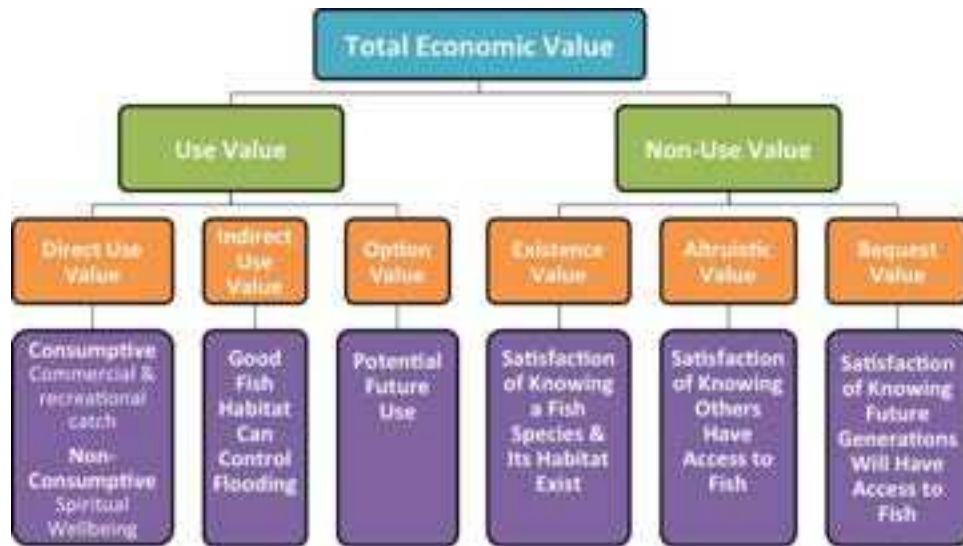 Total Economic Value
Use Value
Non-Use Value
Direct Use
Value
Indirect
Use
Value
Option
Value
Existence
Value
Altruistic
Value
Bequest
Value
Consumptive
Commercial &
recreational
catch
Non-
Consumptive
Spiritual
Wellbeing
Good
Fish
Habitat
Can
Control
Flooding
Potential
Future
Use
Satisfaction
of Knowing
a Fish
Species &
Its Habitat
Exist
Satisfaction
of Knowing
Others
Have
Access to
Fish
Satisfaction
of Knowing
Future
Generations
Will Have
Access to
Fish